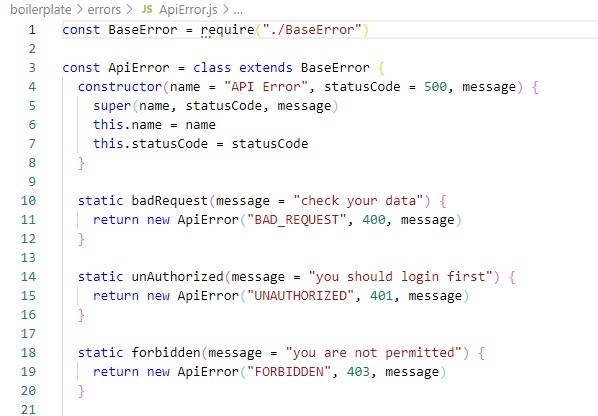 boilerplate > errors > JS ApiError.js > ...
1 const BaseError = require("./BaseError")
2
3 const ApiError = class extends BaseError {
4 constructor(name = "API Error", statusCode = 500, message) {
5 super(name, statusCode, message)
6 this.name = name
7 this.statusCode = statusCode
8 }
9
10 static badRequest(message = "check your data") {
11 return new ApiError("BAD_REQUEST", 400, message)
12 }
13
14 static unAuthorized(message = "you should login first") {
15 return new ApiError("UNAUTHORIZED", 401, message)
16 }
17
18 static forbidden(message = "you are not permitted") {
19 return new ApiError("FORBIDDEN", 403, message)
20 }
21